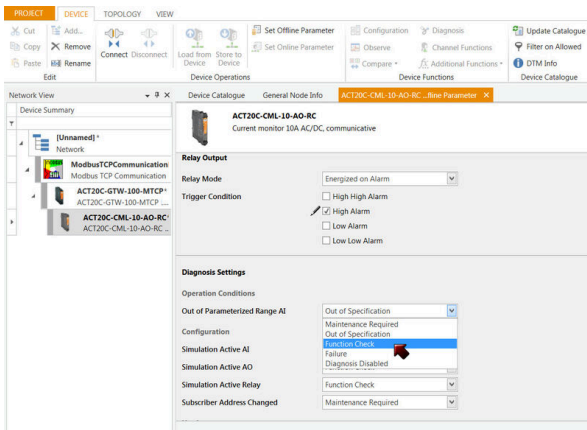 PROJECT DEVICE TOPOLOGY VIEW
Cut Add...
Copy Remove
Paste Rename
Connect Disconnect
Load from Device Store to Device
Set Offline Parameter
Set Online Parameter
Configuration Diagnosis
Observe Channel Functions
Compare Additional Functions
Update Catalogue
Filter on Allowed
DTM Info
Edit Device Operations Device Functions Device Catalogue
Network View
Device Summary
[Unnamed]*
Network
ModbusTCPCommunication
Modbus TCP Communication
ACT20C-GTW-100-MTCP*
ACT20C-GTW-100-MTCP ....
ACT20C-CML-10-AO-RC*
ACT20C-CML-10-AO-RC ...
Device Catalogue General Node Info ACT20C-CML-10-AO-RC ...ffline Parameter
ACT20C-CML-10-AO-RC
Current monitor 10A AC/DC, communicative
Relay Output
Relay Mode Energized on Alarm
Trigger Condition High High Alarm
High Alarm
Low Alarm
Low Low Alarm
Diagnosis Settings
Operation Conditions
Out of Parameterized Range AI Out of Specification
Maintenance Required
Out of Specification
Configuration
Function Check
Simulation Active AI
Failure
Diagnosis Disabled
Simulation Active AO
Simulation Active Relay Function Check
Subscriber Address Changed Maintenance Required